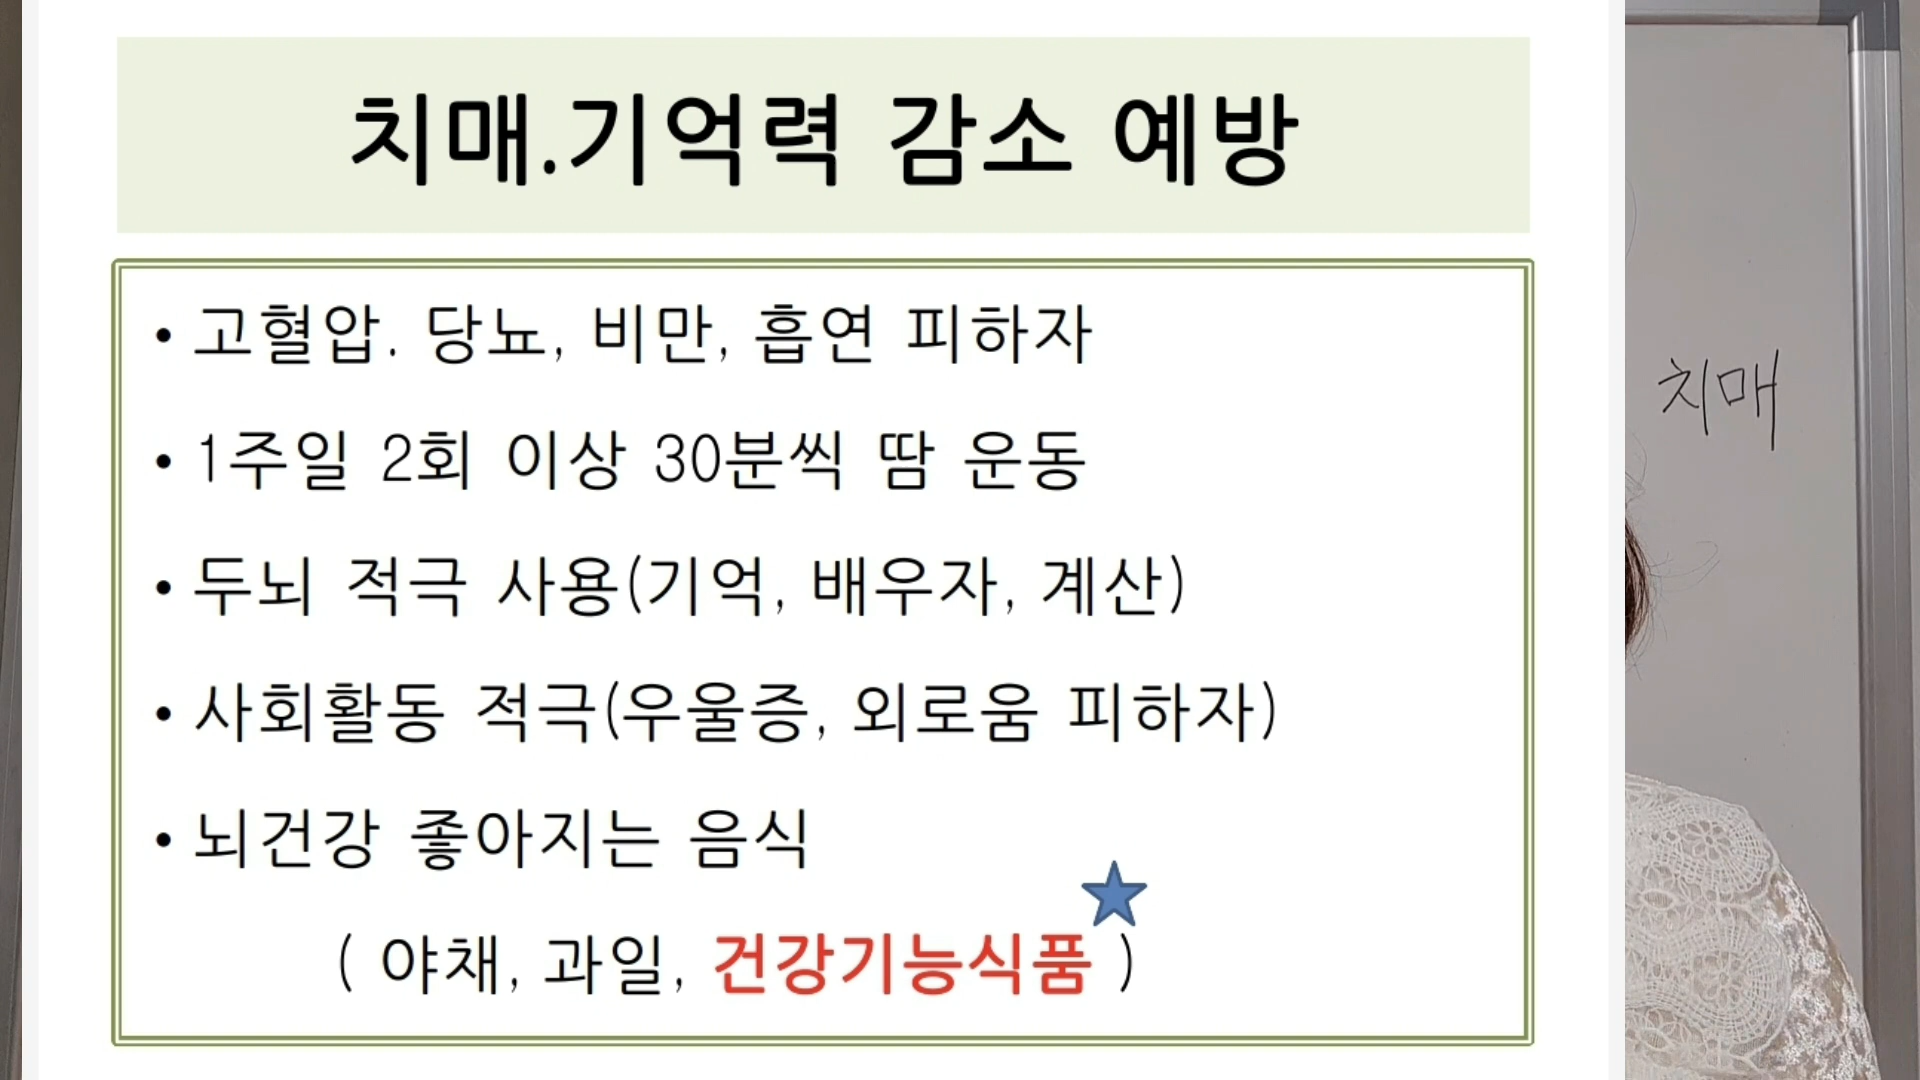 치매.기억력 감소 예방
• 고혈압. 당뇨, 비만, 흡연 피하자
• 1주일 2회 이상 30분씩 땀 운동
• 두뇌 적극 사용(기억, 배우자, 계산)
• 사회활동 적극(우울증, 외로움 피하자)
• 뇌건강 좋아지는 음식
( 야채, 과일, 건강기능식품 )
치매